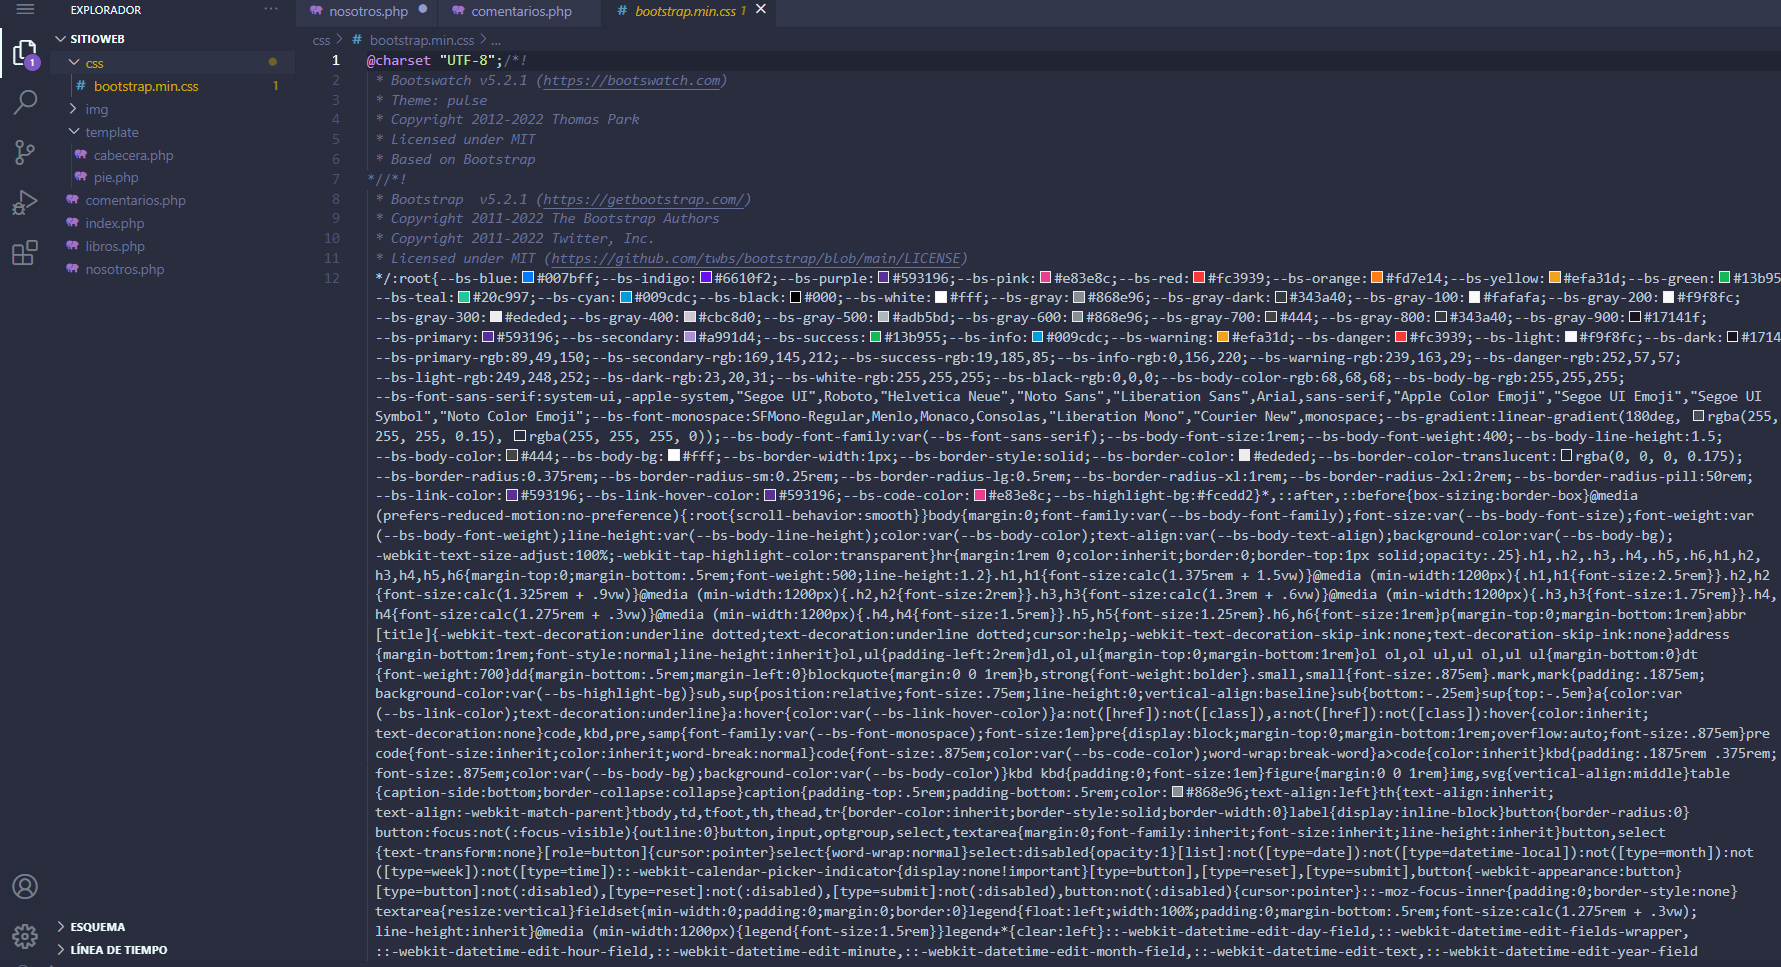 EXPLORADOR
···
nosotros.php
comentarios.php
# bootstrap.min.css 1
SITIOWEB
css
# bootstrap.min.css 1
img
template
cabecera.php
pie.php
comentarios.php
index.php
libros.php
nosotros.php
1
ESQUEMA
LÍNEA DE TIEMPO
css > # bootstrap.min.css > ...
1 @charset "UTF-8";/*!
2 * Bootswatch v5.2.1 (https://bootswatch.com)
3 * Theme: pulse
4 * Copyright 2012-2022 Thomas Park
5 * Licensed under MIT
6 * Based on Bootstrap
7 *//*!
8 * Bootstrap  v5.2.1 (https://getbootstrap.com/)
9 * Copyright 2011-2022 The Bootstrap Authors
10 * Copyright 2011-2022 Twitter, Inc.
11 * Licensed under MIT (https://github.com/twbs/bootstrap/blob/main/LICENSE)
12 */:root{--bs-blue:#007bff;--bs-indigo:#6610f2;--bs-purple:#593196;--bs-pink:#e83e8c;--bs-red:#fc3939;--bs-orange:#fd7e14;--bs-yellow:#efa31d;--bs-green:#13b95
--bs-teal:#20c997;--bs-cyan:#009cdc;--bs-black:#000;--bs-white:#fff;--bs-gray:#868e96;--bs-gray-dark:#343a40;--bs-gray-100:#fafafa;--bs-gray-200:#f9f8fc;
--bs-gray-300:#ededed;--bs-gray-400:#cbc8d0;--bs-gray-500:#adb5bd;--bs-gray-600:#868e96;--bs-gray-700:#444;--bs-gray-800:#343a40;--bs-gray-900:#17141f;
--bs-primary:#593196;--bs-secondary:#a991d4;--bs-success:#13b955;--bs-info:#009cdc;--bs-warning:#efa31d;--bs-danger:#fc3939;--bs-light:#f9f8fc;--bs-dark:#1714
--bs-primary-rgb:89,49,150;--bs-secondary-rgb:169,145,212;--bs-success-rgb:19,185,85;--bs-info-rgb:0,156,220;--bs-warning-rgb:239,163,29;--bs-danger-rgb:252,57,57;
--bs-light-rgb:249,248,252;--bs-dark-rgb:23,20,31;--bs-white-rgb:255,255,255;--bs-black-rgb:0,0,0;--bs-body-color-rgb:68,68,68;--bs-body-bg-rgb:255,255,255;
--bs-font-sans-serif:system-ui,-apple-system,"Segoe UI",Roboto,"Helvetica Neue","Noto Sans","Liberation Sans",Arial,sans-serif,"Apple Color Emoji","Segoe UI Emoji","Segoe UI
Symbol","Noto Color Emoji";--bs-font-monospace:SFMono-Regular,Menlo,Monaco,Consolas,"Liberation Mono","Courier New",monospace;--bs-gradient:linear-gradient(180deg, rgba(255,
255, 255, 0.15), rgba(255, 255, 255, 0));--bs-body-font-family:var(--bs-font-sans-serif);--bs-body-font-size:1rem;--bs-body-font-weight:400;--bs-body-line-height:1.5;
--bs-body-color:#444;--bs-body-bg:#fff;--bs-border-width:1px;--bs-border-style:solid;--bs-border-color:#ededed;--bs-border-color-translucent:rgba(0, 0, 0, 0.175);
--bs-border-radius:0.375rem;--bs-border-radius-sm:0.25rem;--bs-border-radius-lg:0.5rem;--bs-border-radius-xl:1rem;--bs-border-radius-2xl:2rem;--bs-border-radius-pill:50rem;
--bs-link-color:#593196;--bs-link-hover-color:#593196;--bs-code-color:#e83e8c;--bs-highlight-bg:#fcedd2}*,::after,::before{box-sizing:border-box}@media
(prefers-reduced-motion:no-preference){:root{scroll-behavior:smooth}}body{margin:0;font-family:var(--bs-body-font-family);font-size:var(--bs-body-font-size);font-weight:var
(--bs-body-font-weight);line-height:var(--bs-body-line-height);color:var(--bs-body-color);text-align:var(--bs-body-text-align);background-color:var(--bs-body-bg);
-webkit-text-size-adjust:100%;-webkit-tap-highlight-color:transparent}hr{margin:1rem 0;color:inherit;border:0;border-top:1px solid;opacity:.25}.h1,.h2,.h3,.h4,.h5,.h6,h1,h2,
h3,h4,h5,h6{margin-top:0;margin-bottom:.5rem;font-weight:500;line-height:1.2}.h1,h1{font-size:calc(1.375rem + 1.5vw)}@media (min-width:1200px){.h1,h1{font-size:2.5rem}}.h2,h2
{font-size:calc(1.325rem + .9vw)}@media (min-width:1200px){.h2,h2{font-size:2rem}}.h3,h3{font-size:calc(1.3rem + .6vw)}@media (min-width:1200px){.h3,h3{font-size:1.75rem}}.h4,
h4{font-size:calc(1.275rem + .3vw)}@media (min-width:1200px){.h4,h4{font-size:1.5rem}}.h5,h5{font-size:1.25rem}.h6,h6{font-size:1rem}p{margin-top:0;margin-bottom:1rem}abbr
[title]{-webkit-text-decoration:underline dotted;text-decoration:underline dotted;cursor:help;-webkit-text-decoration-skip-ink:none;text-decoration-skip-ink:none}address
{margin-bottom:1rem;font-style:normal;line-height:inherit}ol,ul{padding-left:2rem}dl,ol,ul{margin-top:0;margin-bottom:1rem}ol ol,ol ul,ul ol,ul ul{margin-bottom:0}dt
{font-weight:700}dd{margin-bottom:.5rem;margin-left:0}blockquote{margin:0 0 1rem}b,strong{font-weight:bolder}.small,small{font-size:.875em}.mark,mark{padding:.1875em;
background-color:var(--bs-highlight-bg)}sub,sup{position:relative;font-size:.75em;line-height:0;vertical-align:baseline}sub{bottom:-.25em}sup{top:-.5em}a{color:var
(--bs-link-color);text-decoration:underline}a:hover{color:var(--bs-link-hover-color)}a:not([href]):not([class]),a:not([href]):not([class]):hover{color:inherit;
text-decoration:none}code,kbd,pre,samp{font-family:var(--bs-font-monospace);font-size:1em}pre{display:block;margin-top:0;margin-bottom:1rem;overflow:auto;font-size:.875em}pre
code{font-size:inherit;color:inherit;word-break:normal}code{font-size:.875em;color:var(--bs-code-color);word-wrap:break-word}a>code{color:inherit}kbd{padding:.1875rem .375rem;
font-size:.875em;color:var(--bs-body-bg);background-color:var(--bs-body-color)}kbd kbd{padding:0;font-size:1em}figure{margin:0 0 1rem}img,svg{vertical-align:middle}table
{caption-side:bottom;border-collapse:collapse}caption{padding-top:.5rem;padding-bottom:.5rem;color:#868e96;text-align:left}th{text-align:inherit;
text-align:-webkit-match-parent}tbody,td,tfoot,th,thead,tr{border-color:inherit;border-style:solid;border-width:0}label{display:inline-block}button{border-radius:0}
button:focus:not(:focus-visible){outline:0}button,input,optgroup,select,textarea{margin:0;font-family:inherit;font-size:inherit;line-height:inherit}button,select
{text-transform:none}[role=button]{cursor:pointer}select{word-wrap:normal}select:disabled{opacity:1}[list]:not([type=date]):not([type=datetime-local]):not([type=month]):not
([type=week]):not([type=time])::-webkit-calendar-picker-indicator{display:none!important}[type=button],[type=reset],[type=submit],button{-webkit-appearance:button}
[type=button]:not(:disabled),[type=reset]:not(:disabled),[type=submit]:not(:disabled),button:not(:disabled){cursor:pointer}::-moz-focus-inner{padding:0;border-style:none}
textarea{resize:vertical}fieldset{min-width:0;padding:0;margin:0;border:0}legend{float:left;width:100%;padding:0;margin-bottom:.5rem;font-size:calc(1.275rem + .3vw);
line-height:inherit}@media (min-width:1200px){legend{font-size:1.5rem}}legend+*{clear:left}::-webkit-datetime-edit-day-field,::-webkit-datetime-edit-fields-wrapper,
::-webkit-datetime-edit-hour-field,::-webkit-datetime-edit-minute,::-webkit-datetime-edit-month-field,::-webkit-datetime-edit-text,::-webkit-datetime-edit-year-field